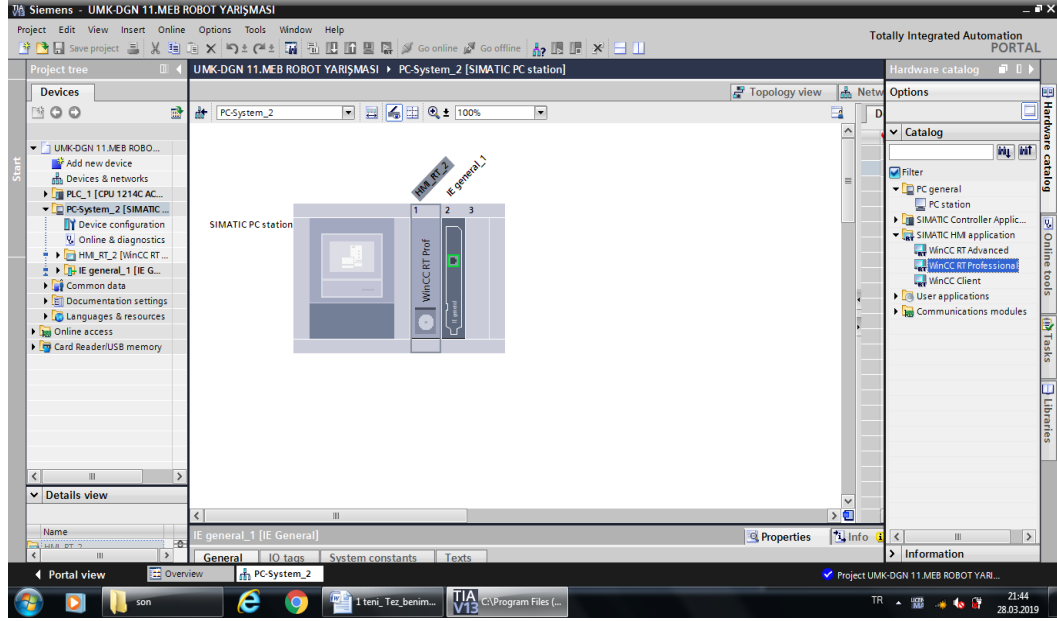 Siemens - UMK-DGN 11.MEB ROBOT YARIŞMASI
Project Edit View Insert Online Options Tools Window Help
Totally Integrated Automation
PORTAL
Save project Go online Go offline
Project tree
UMK-DGN 11.MEB ROBOT YARIŞMASI PC-System_2 [SIMATIC PC station]
Hardware catalog
Devices
Topology view
Netw
Options
PC-System_2
100%
D
Catalog
Filter
UMK-DGN 11.MEB ROBO...
Add new device
Devices & networks
PLC_1 [CPU 1214C AC...
PC-System_2 [SIMATIC ...
Device configuration
Online & diagnostics
HMI_RT_2 [WinCC RT ...
IE general_1 [IE G...
Common data
Documentation settings
Languages & resources
Online access
Card Reader/USB memory
Start
HMI_RT_2
IE general_1
1 2 3
SIMATIC PC station
WinCC RT Prof
IE general
PC general
PC station
SIMATIC Controller Applic...
SIMATIC HMI application
WinCC RT Advanced
WinCC RT Professional
WinCC Client
User applications
Communications modules
Hardware catalog
Online tools
Tasks
Libraries
Details view
Name
HMI_RT_2
IE general_1 [IE General]
Properties
Info
General IO tags System constants Texts
Information
Portal view
Overview
PC-System_2
Project UMK-DGN 11.MEB ROBOT YARI...
son
1 teni_ Tez_benim...
TIA
V13
C:\Program Files (...
TR
21:44
28.03.2019